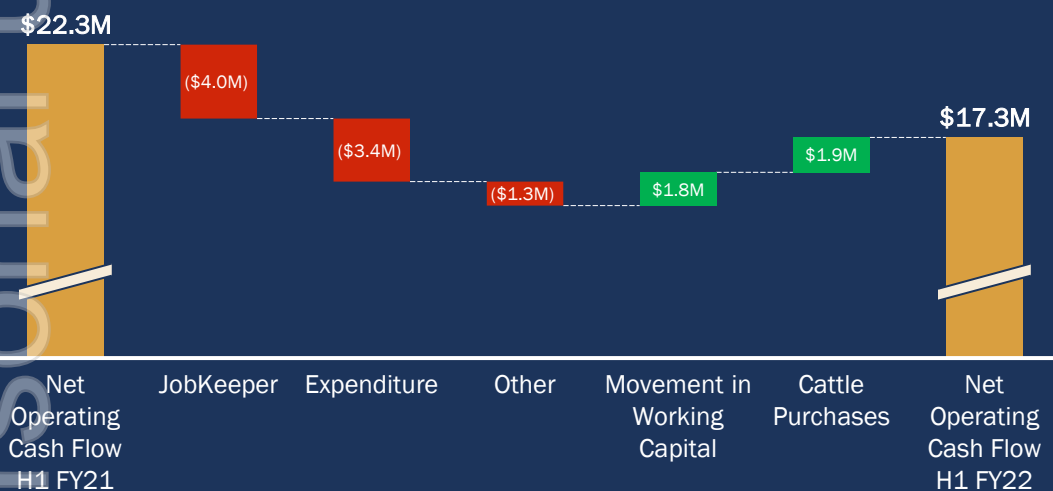 $22.3M
($4.0M)
($3.4M)
($1.3M)
$1.8M
$1.9M
$17.3M
Net
Operating
Cash Flow
H1 FY21
JobKeeper
Expenditure
Other
Movement in
Working
Capital
Cattle
Purchases
Net
Operating
Cash Flow
H1 FY22